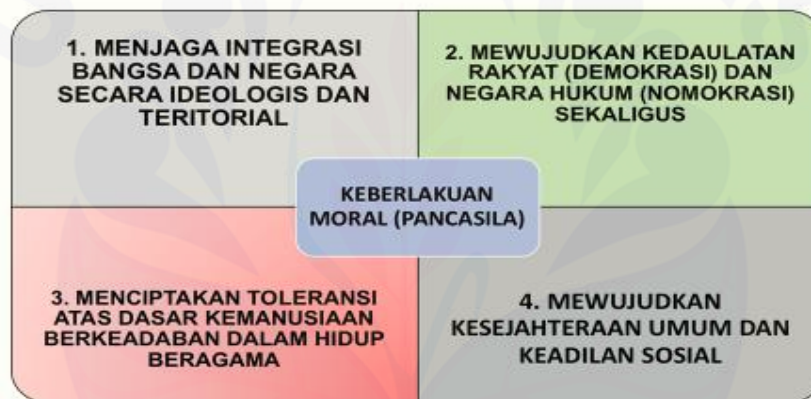 1. MENJAGA INTEGRASI
BANGSA DAN NEGARA
SECARA IDEOLOGIS DAN
TERITORIAL
2. MEWUJUDKAN KEDAULATAN
RAKYAT (DEMOKRASI) DAN
NEGARA HUKUM (NOMOKRASI)
SEKALIGUS
KEBERLAKUAN
MORAL (PANCASILA)
3. MENCIPTAKAN TOLERANSI
ATAS DASAR KEMANUSIAAN
BERKEADABAN DALAM HIDUP
BERAGAMA
4. MEWUJUDKAN
KESEJAHTERAAN UMUM DAN
KEADILAN SOSIAL